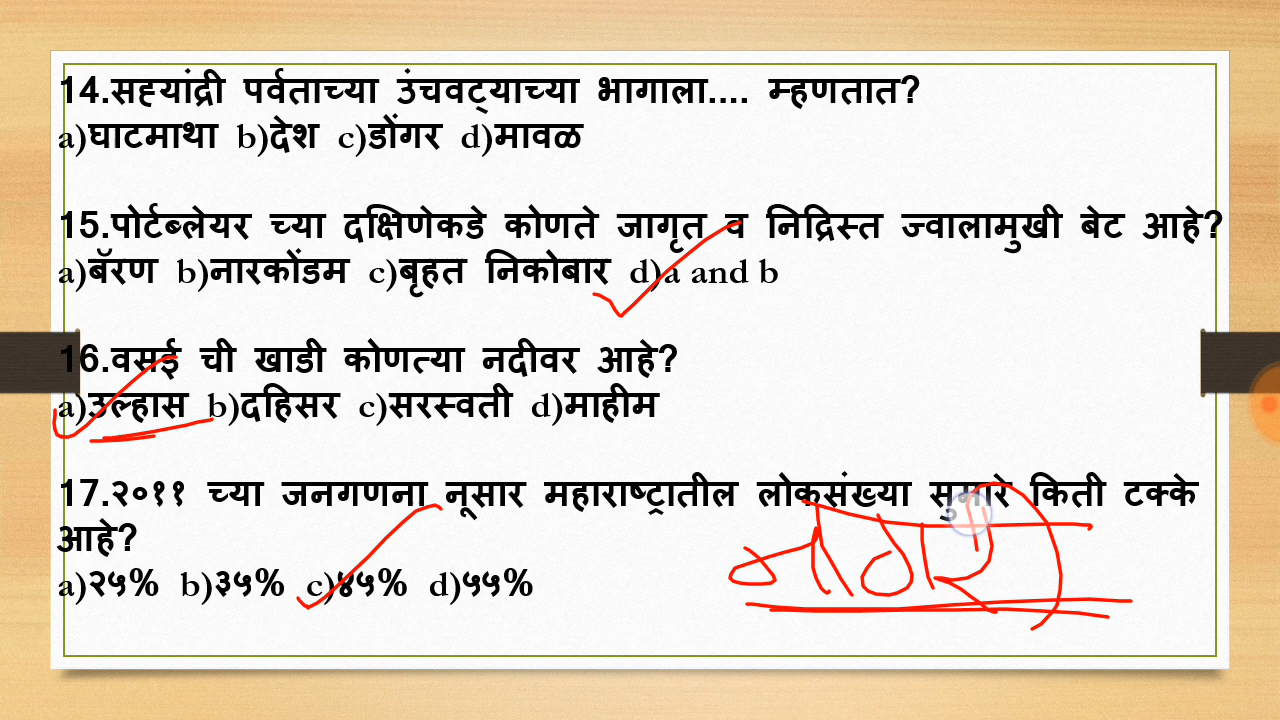 14.सह्यांद्री पर्वताच्या उंचवट्याच्या भागाला.... म्हणतात?
a)घाटमाथा b)देश c)डोंगर d)मावळ
15.पोर्टब्लेयर च्या दक्षिणेकडे कोणते जागृत व निद्रिस्त ज्वालामुखी बेट आहे?
a)बॅरण b)नारकोंडम c)बृहत निकोबार d)a and b
16.वसई ची खाडी कोणत्या नदीवर आहे?
a)उल्हास b)दहिसर c)सरस्वती d)माहीम
17.२०११ च्या जनगणना नूसार महाराष्ट्रातील लोकसंख्या सुमारे किती टक्के
आहे?
a)२५% b)३५% c)४५% d)५५%